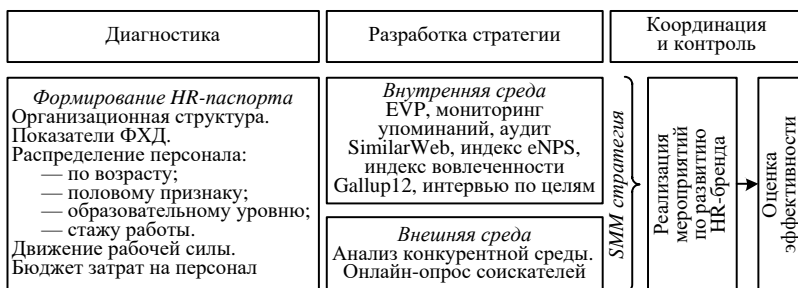 Диагностика
Разработка стратегии
Координация
и контроль
Формирование HR-паспорта
Организационная структура.
Показатели ФХД.
Распределение персонала:
— по возрасту;
— половому признаку;
— образовательному уровню;
— стажу работы.
Движение рабочей силы.
Бюджет затрат на персонал
Внутренняя среда
EVP, мониторинг
упоминаний, аудит
SimilarWeb, индекс eNPS,
индекс вовлеченности
Gallup12, интервью по целям
Внешняя среда
Анализ конкурентной среды.
Онлайн-опрос соискателей
SMM стратегия
Реализация
мероприятий
по развитию
HR-бренда
Оценка
эффективности